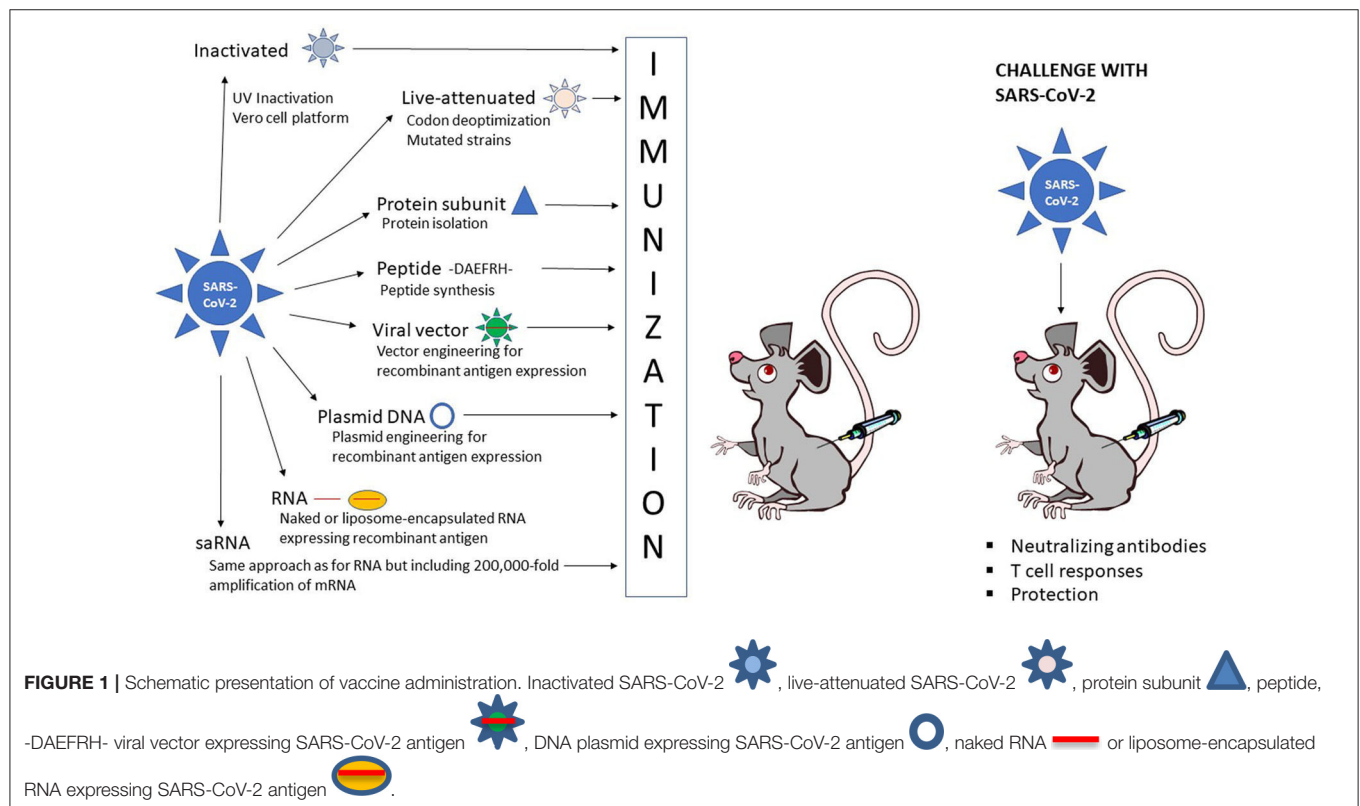 Inactivated
UV Inactivation
Vero cell platform
Live-attenuated
Codon deoptimization
Mutated strains
Protein subunit
Protein isolation
Peptide -DAEFRH-
Peptide synthesis
SARS-
CoV-2
Viral vector
Vector engineering for
recombinant antigen expression
Plasmid DNA
Plasmid engineering for
recombinant antigen expression
RNA
Naked or liposome-encapsulated RNA
expressing recombinant antigen
saRNA
Same approach as for RNA but including 200,000-fold
amplification of mRNA
I
M
M
U
N
I
Z
A
T
I
O
N
CHALLENGE WITH
SARS-CoV-2
SARS-
CoV-2
▪ Neutralizing antibodies
▪ T cell responses
▪ Protection
FIGURE 1 | Schematic presentation of vaccine administration. Inactivated SARS-CoV-2 , live-attenuated SARS-CoV-2 , protein subunit , peptide,
-DAEFRH- viral vector expressing SARS-CoV-2 antigen , DNA plasmid expressing SARS-CoV-2 antigen , naked RNA or liposome-encapsulated
RNA expressing SARS-CoV-2 antigen .